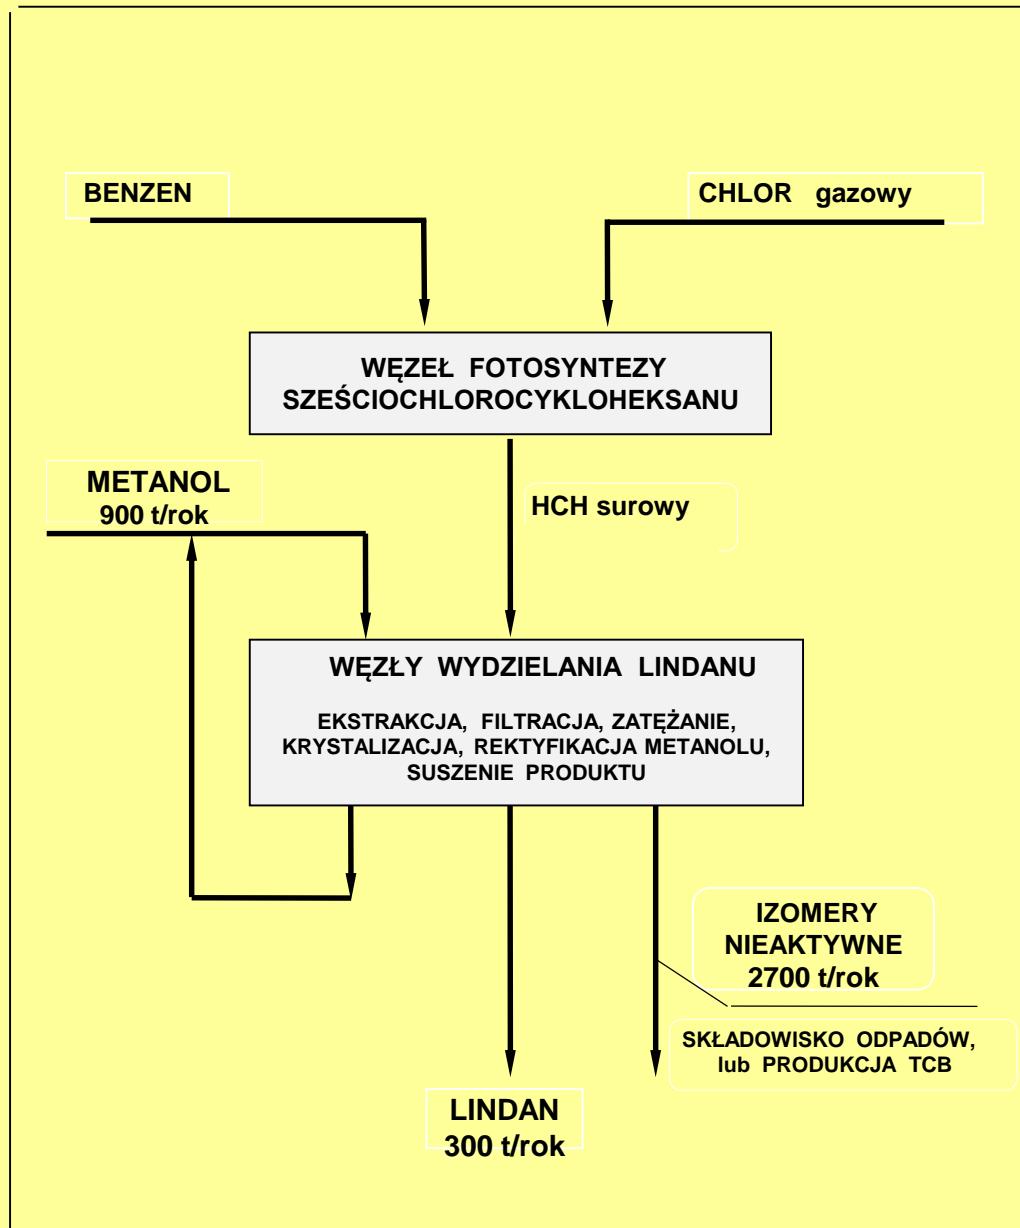 BENZEN
CHLOR gazowy
WĘZEŁ FOTOSYNTEZY
SZEŚCIOCHLOROCYKLOHEKSANU
METANOL
900 t/rok
HCH surowy
WĘZŁY WYDZIELANIA LINDANU
EKSTRAKCJA, FILTRACJA, ZATĘŻANIE,
KRYSTALIZACJA, REKTYFIKACJA METANOLU,
SUSZENIE PRODUKTU
IZOMERY
NIEAKTYWNE
2700 t/rok
SKŁADOWISKO ODPADÓW,
lub PRODUKCJA TCB
LINDAN
300 t/rok